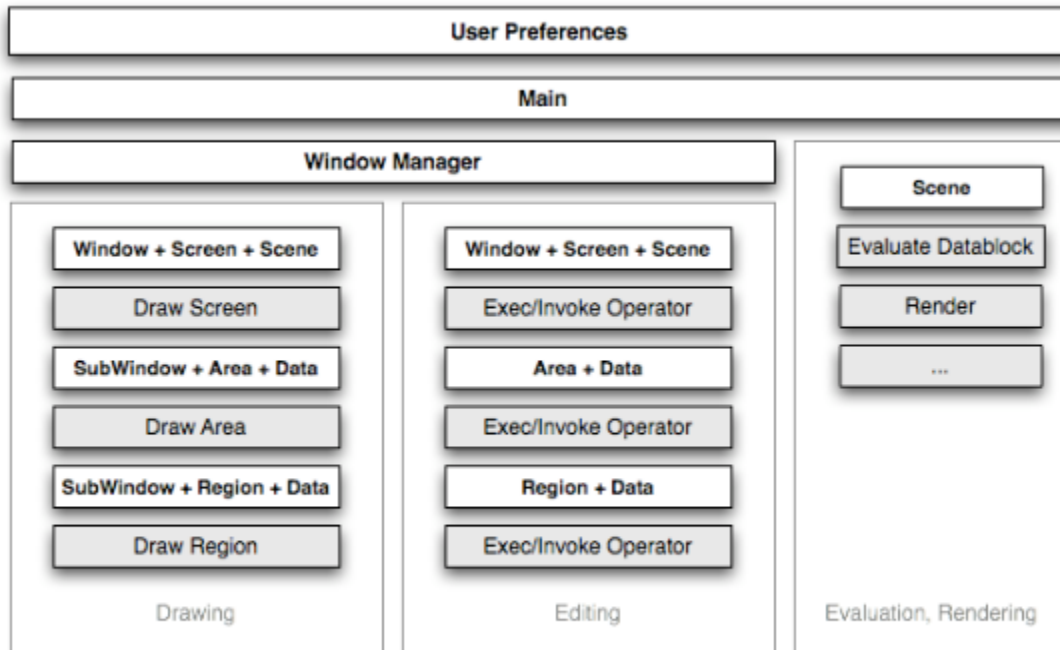 User Preferences
Main
Window Manager
Window + Screen + Scene
Draw Screen
SubWindow + Area + Data
Draw Area
SubWindow + Region + Data
Draw Region
Drawing
Window + Screen + Scene
Exec/Invoke Operator
Area + Data
Exec/Invoke Operator
Region + Data
Exec/Invoke Operator
Editing
Scene
Evaluate Datablock
Render
...
Evaluation, Rendering